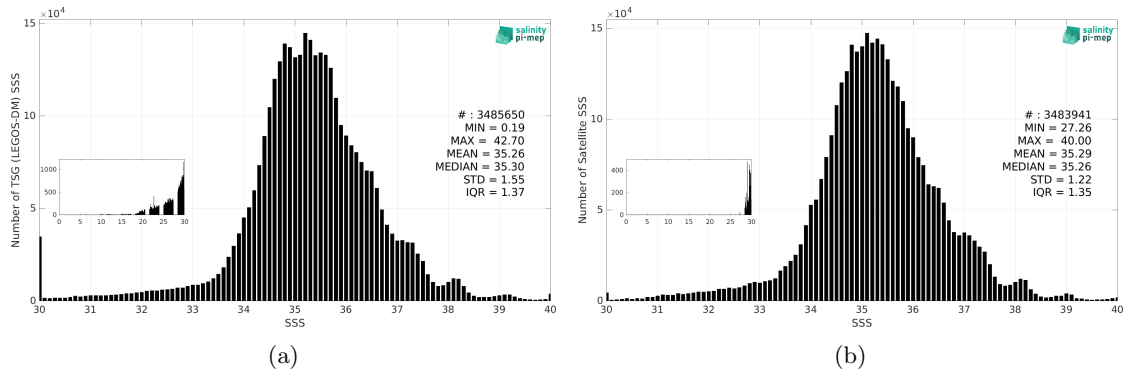 ×10⁴
15
10
5
0
Number of TSG (LEGOS-DM) SSS
salinity
pi-mep
# : 3485650
MIN = 0.19
MAX = 42.70
MEAN = 35.26
MEDIAN = 35.30
STD = 1.55
IQR = 1.37
1000
500
0
0 5 10 15 20 25 30
30 31 32 33 34 35 36 37 38 39 40
SSS
(a)
×10⁴
15
10
5
0
Number of Satellite SSS
salinity
pi-mep
# : 3483941
MIN = 27.26
MAX = 40.00
MEAN = 35.29
MEDIAN = 35.26
STD = 1.22
IQR = 1.35
400
200
0
0 5 10 15 20 25 30
30 31 32 33 34 35 36 37 38 39 40
SSS
(b)